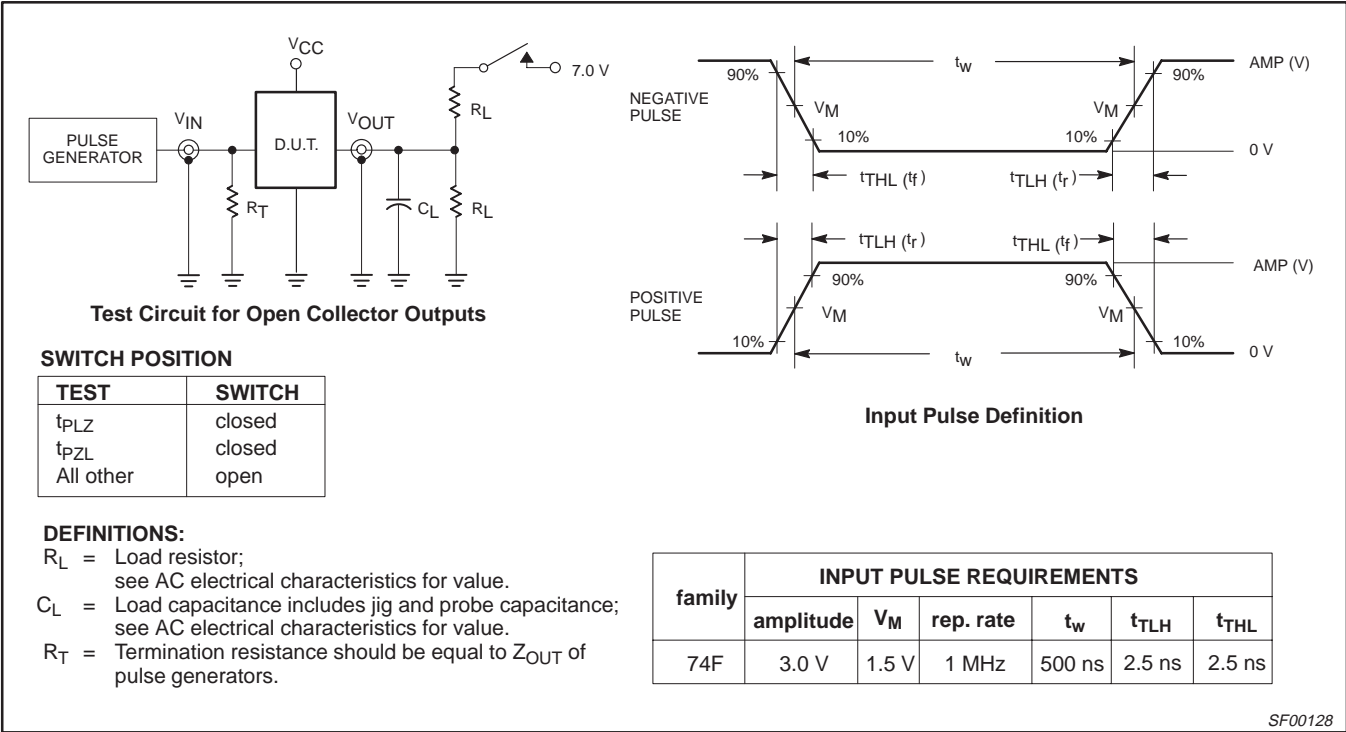 VCC
7.0 V
RL
VIN
VOUT
PULSE
GENERATOR
D.U.T.
RT
CL
RL
Test Circuit for Open Collector Outputs
SWITCH POSITION
TEST SWITCH
tPLZ closed
tPZL closed
All other open
NEGATIVE
PULSE
90%
tW
90%
AMP (V)
VM
VM
10%
10%
0 V
tTHL (tf)
tTLH (tr)
tTLH (tr)
tTHL (tf)
AMP (V)
POSITIVE
PULSE
90%
90%
VM
VM
10%
10%
tW
0 V
Input Pulse Definition
DEFINITIONS:
RL = Load resistor;
see AC electrical characteristics for value.
CL = Load capacitance includes jig and probe capacitance;
see AC electrical characteristics for value.
RT = Termination resistance should be equal to ZOUT of
pulse generators.
family INPUT PULSE REQUIREMENTS
amplitude VM rep. rate tw tTLH tTHL
74F 3.0 V 1.5 V 1 MHz 500 ns 2.5 ns 2.5 ns
SF00128